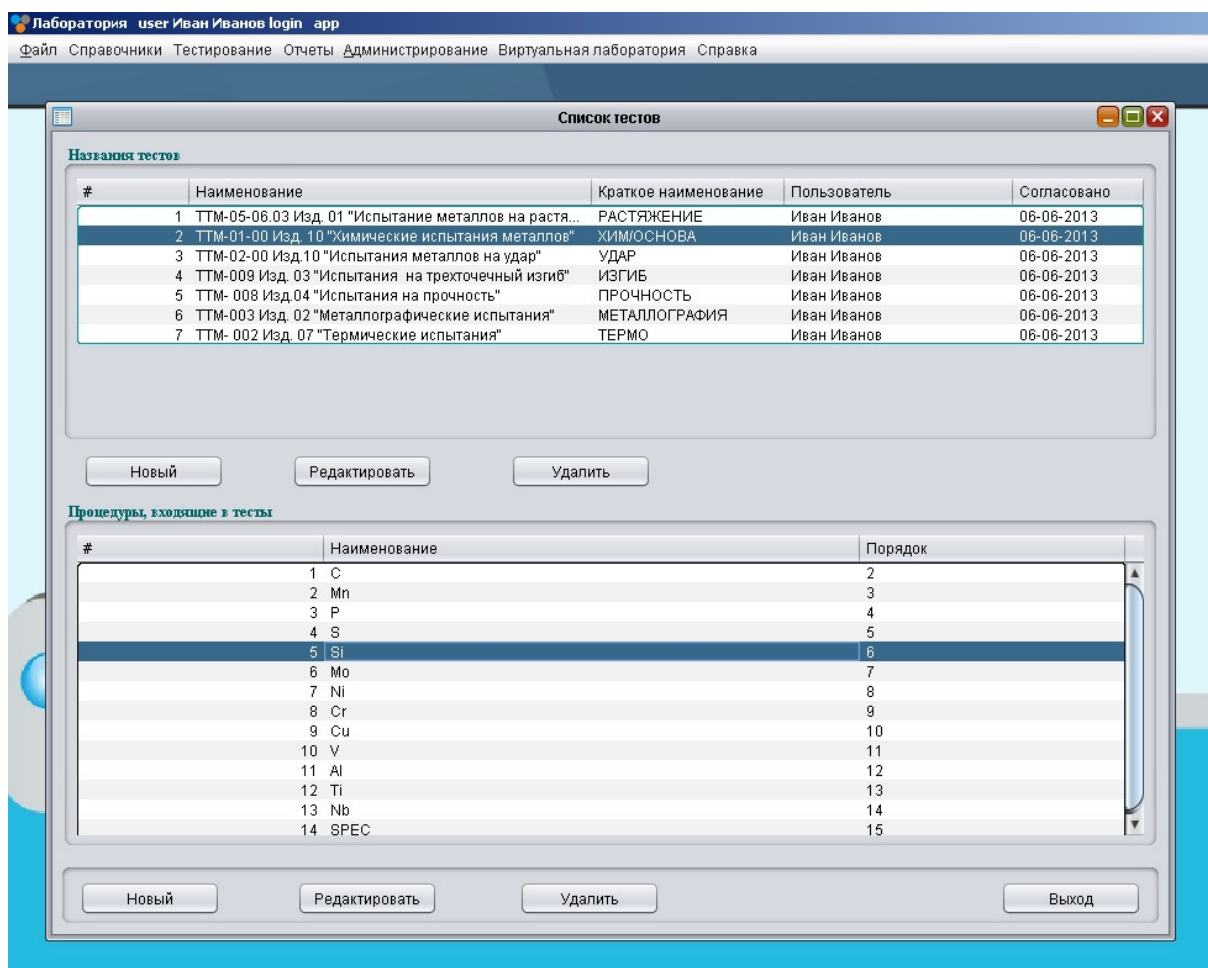 Лаборатория user Иван Иванов login app
Файл Справочники Тестирование Отчеты Администрирование Виртуальная лаборатория Справка
Список тестов
Названия тестов
# Наименование Краткое наименование Пользователь Согласовано
1 ТТМ-05-06.03 Изд. 01 "Испытание металлов на растя... РАСТЯЖЕНИЕ Иван Иванов 06-06-2013
2 ТТМ-01-00 Изд. 10 "Химические испытания металлов" ХИМ/ОСНОВА Иван Иванов 06-06-2013
3 ТТМ-02-00 Изд.10 "Испытания металлов на удар" УДАР Иван Иванов 06-06-2013
4 ТТМ-009 Изд. 03 "Испытания на трехточечный изгиб" ИЗГИБ Иван Иванов 06-06-2013
5 ТТМ- 008 Изд.04 "Испытания на прочность" ПРОЧНОСТЬ Иван Иванов 06-06-2013
6 ТТМ-003 Изд. 02 "Металлографические испытания" МЕТАЛЛОГРАФИЯ Иван Иванов 06-06-2013
7 ТТМ- 002 Изд. 07 "Термические испытания" ТЕРМО Иван Иванов 06-06-2013
Новый Редактировать Удалить
Процедуры, входящие в тесты
# Наименование Порядок
1 C 2
2 Mn 3
3 P 4
4 S 5
5 Si 6
6 Mo 7
7 Ni 8
8 Cr 9
9 Cu 10
10 V 11
11 Al 12
12 Ti 13
13 Nb 14
14 SPEC 15
Новый Редактировать Удалить Выход